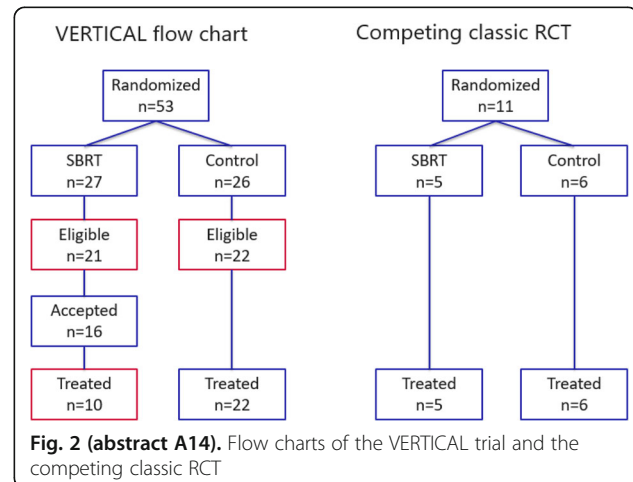 VERTICAL flow chart
Randomized
n=53
SBRT
n=27
Control
n=26
Eligible
n=21
Eligible
n=22
Accepted
n=16
Treated
n=10
Treated
n=22
Competing classic RCT
Randomized
n=11
SBRT
n=5
Control
n=6
Treated
n=5
Treated
n=6
Fig. 2 (abstract A14). Flow charts of the VERTICAL trial and the
competing classic RCT